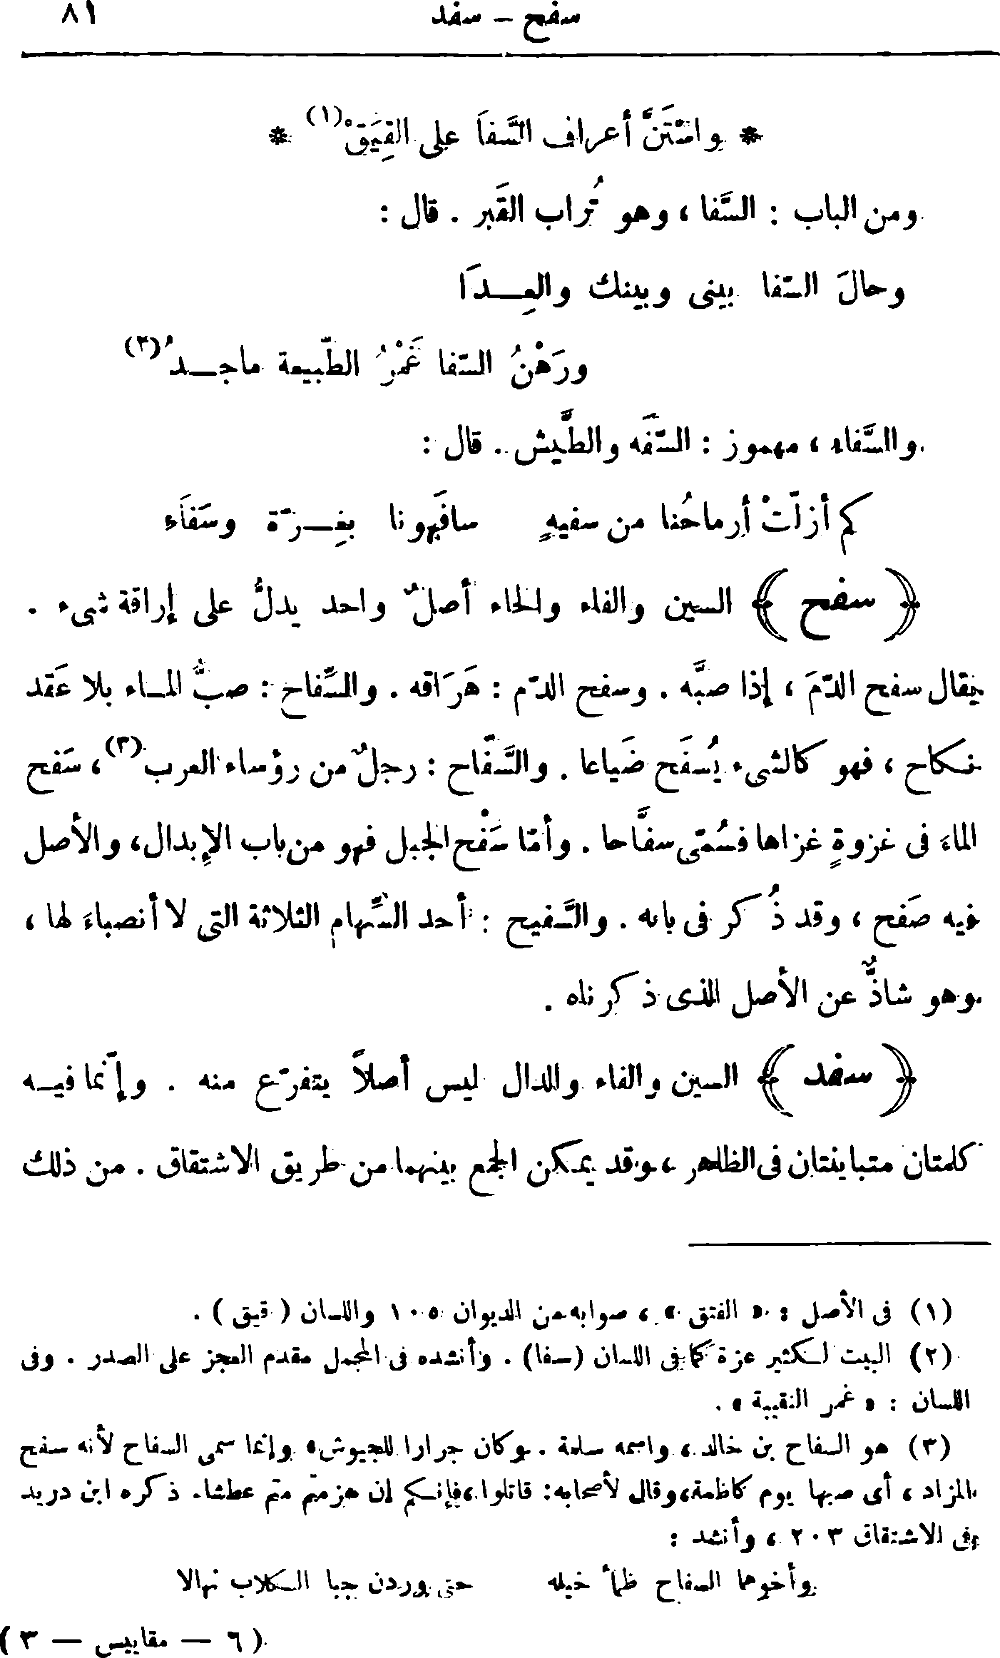 سفح – سفد ٨١
* واسْتَنَّ أعرافُ السَّفَا على القِيَقْ(١) *
ومن الباب : السَّفا ، وهو تُراب القَبر . قال :
وحالَ السّفا بينى وبينك والعِــدَا
ورَهْنُ السّفا غَمْرُ الطّبيعة ماجــدُ(٢)
والسَّفاء ، مهموز : السّفَه والطَّيش . قال :
كم أزلّتْ أرماحُنا من سفيهٍ سافَهونا بغِــرّة وسَفَاءِ
﴿ سفح ﴾ السين والفاء والحاء أصلٌ واحد يدلُّ على إراقة شىء .
يقال سفح الدّمَ ، إذا صبَّه . وسفح الدّم : هَرَاقه . والسِّفاح : صبُّ المــاء بلا عَقد
نــكاح ، فهو كالشىء يُسفَح ضَياعا . والسَّفّاح : رجلٌ من رؤساء العرب(٣)، سَفح
الماءَ فى غزوةٍ غزاها فسُمّى سفَّاحا . وأمّا سَفْح الجبل فهو من باب الإبدال، والأصل
فيه صَفح ، وقد ذُكر فى بابه . والسَّفيح : أحد السِّهام الثلاثة التى لا أنصباءَ لها ،
وهو شاذٌّ عن الأصل الذى ذكرناه .
﴿ سفد ﴾ السين والفاء والدال ليس أصلاً يتفرّع منه . وإنّما فيــه
كلمتان متباينتان فى الظاهر ، وقد يمكن الجمع بينهما من طريق الاشتقاق . من ذلك
(١) فى الأصل : « الفتق » ، صوابه من الديوان ١٠٥ واللسان ( قيق ) .
(٢) البيت لــكثير عزة كما فى اللسان (سفا) . وأنشده فى المجمل مقدم العجز على الصدر . وفى
اللسان : « غمر النقيبة » .
(٣) هو السفاح بن خالد ، واسمه سلمة . وكان جرارا للجيوش، وإنما سمى السفاح لأنه سفح
المزاد ، أى صبها يوم كاظمة، وقال لأصحابه: قاتلوا، فإنــكم إن هزمتم متم عطشا. ذكره ابن دريد
فى الاشتقاق ٢٠٣ ، وأنشد :
وأخوهما السفاح ظمأ خيله حتى وردن جبا الــكلاب نهالا
( ٦ – مقاييس – ٣ )